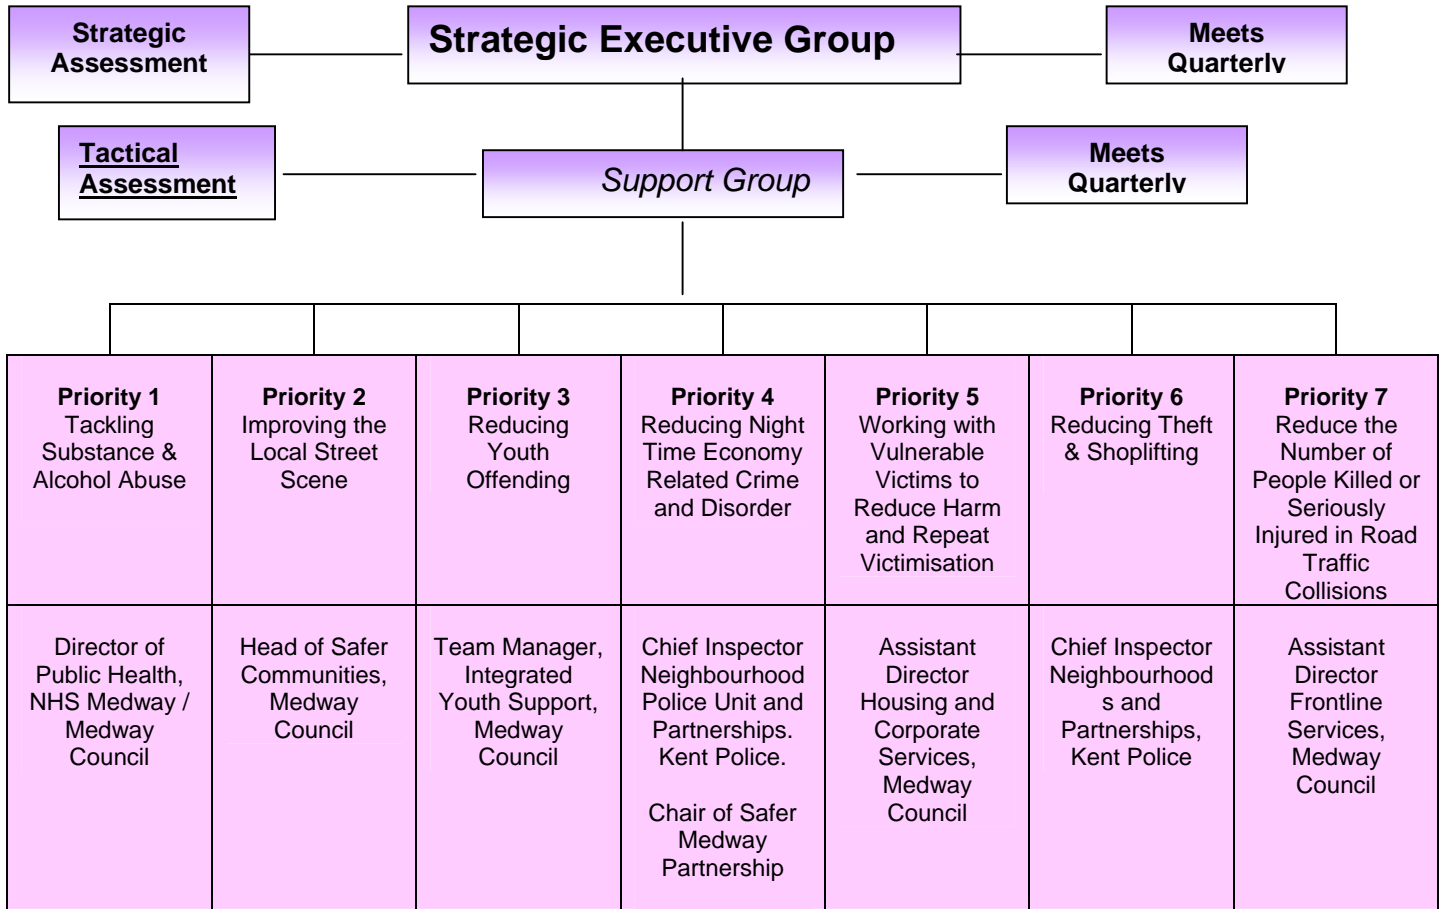 Strategic
Assessment
Strategic Executive Group
Meets
Quarterly
Tactical
Assessment
Support Group
Meets
Quarterly
Priority 1
Tackling
Substance &
Alcohol Abuse
Priority 2
Improving the
Local Street
Scene
Priority 3
Reducing
Youth
Offending
Priority 4
Reducing Night
Time Economy
Related Crime
and Disorder
Priority 5
Working with
Vulnerable
Victims to
Reduce Harm
and Repeat
Victimisation
Priority 6
Reducing Theft
& Shoplifting
Priority 7
Reduce the
Number of
People Killed or
Seriously
Injured in Road
Traffic
Collisions
Director of
Public Health,
NHS Medway /
Medway
Council
Head of Safer
Communities,
Medway
Council
Team Manager,
Integrated
Youth Support,
Medway
Council
Chief Inspector
Neighbourhood
Police Unit and
Partnerships.
Kent Police.
Chair of Safer
Medway
Partnership
Assistant
Director
Housing and
Corporate
Services,
Medway
Council
Chief Inspector
Neighbourhood
s and
Partnerships,
Kent Police
Assistant
Director
Frontline
Services,
Medway
Council